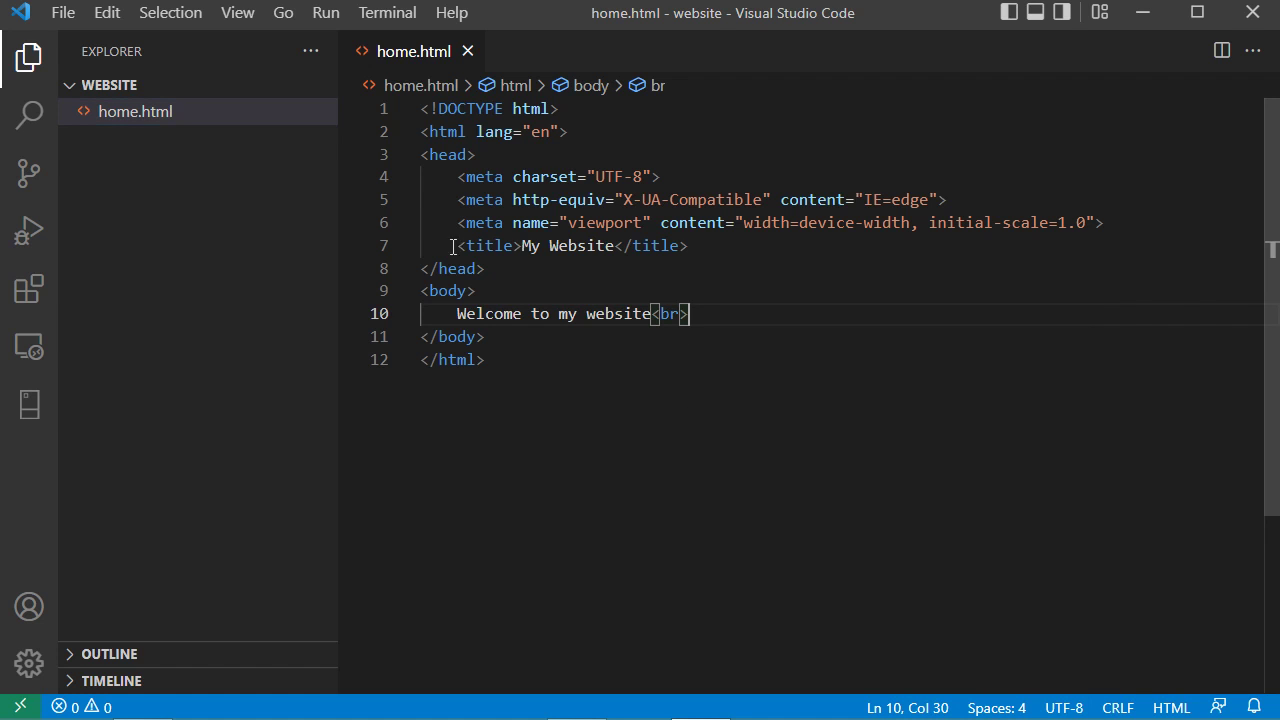 File Edit Selection View Go Run Terminal Help home.html - website - Visual Studio Code
EXPLORER
WEBSITE
home.html
OUTLINE
TIMELINE
home.html
home.html > html > body > br
1 <!DOCTYPE html>
2 <html lang="en">
3 <head>
4 <meta charset="UTF-8">
5 <meta http-equiv="X-UA-Compatible" content="IE=edge">
6 <meta name="viewport" content="width=device-width, initial-scale=1.0">
7 <title>My Website</title>
8 </head>
9 <body>
10 Welcome to my website<br>
11 </body>
12 </html>
0 0 Ln 10, Col 30 Spaces: 4 UTF-8 CRLF HTML